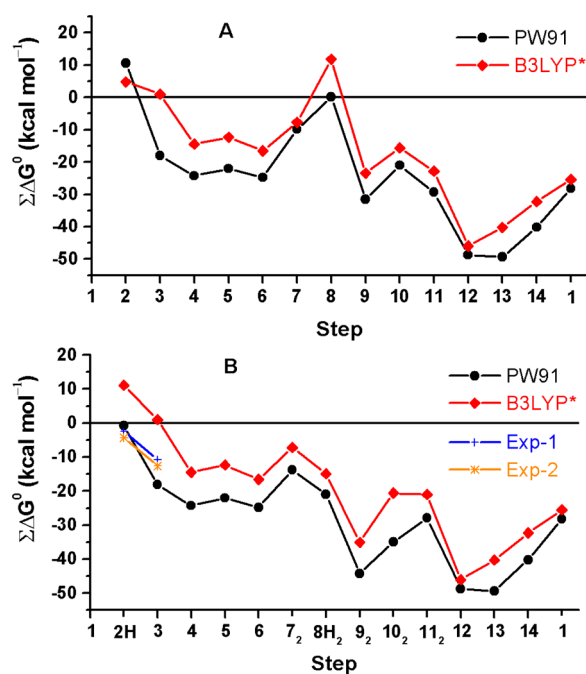 A
PW91
B3LYP*
ΣΔG⁰ (kcal mol⁻¹)
20
10
0
-10
-20
-30
-40
-50
1 2 3 4 5 6 7 8 9 10 11 12 13 14 1
Step
B
PW91
B3LYP*
Exp-1
Exp-2
ΣΔG⁰ (kcal mol⁻¹)
20
10
0
-10
-20
-30
-40
-50
1 2H 3 4 5 6 7₂ 8H₂ 9₂ 10₂ 11₂ 12 13 14 1
Step